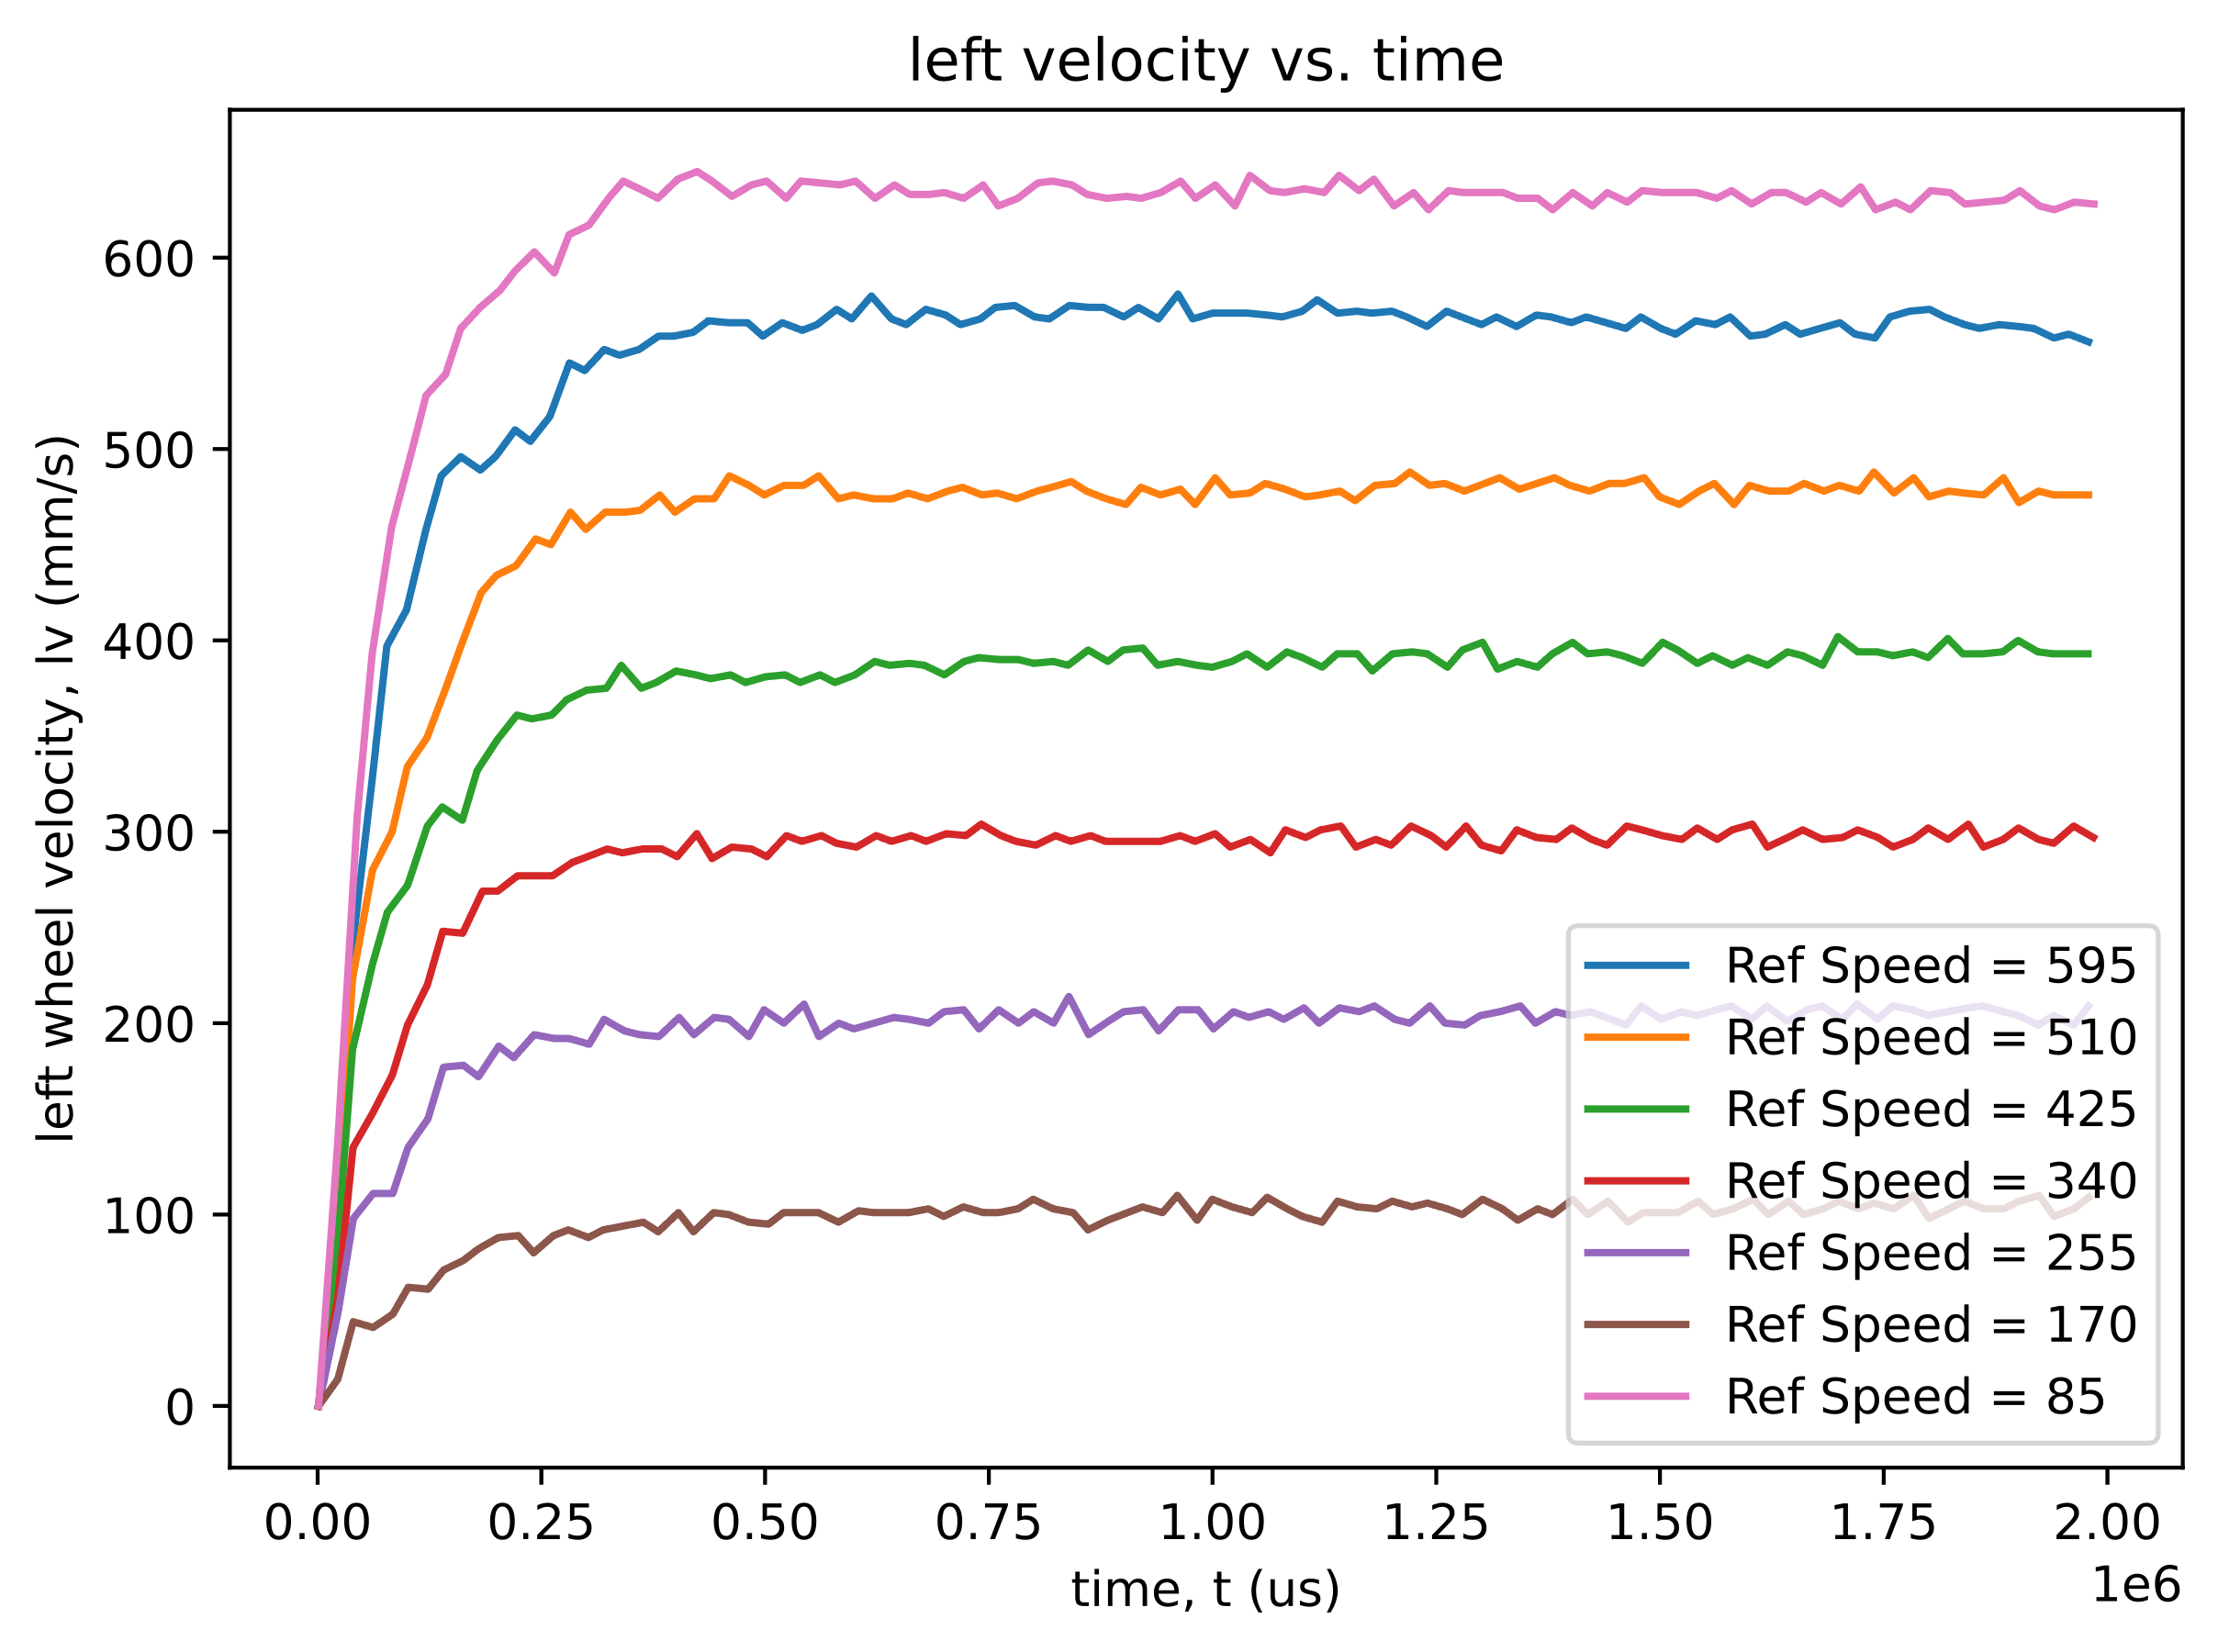 left velocity vs. time
left wheel velocity, lv (mm/s)
600
500
400
300
200
100
0
Ref Speed = 595
Ref Speed = 510
Ref Speed = 425
Ref Speed = 340
Ref Speed = 255
Ref Speed = 170
Ref Speed = 85
0.00 0.25 0.50 0.75 1.00 1.25 1.50 1.75 2.00
1e6
time, t (us)